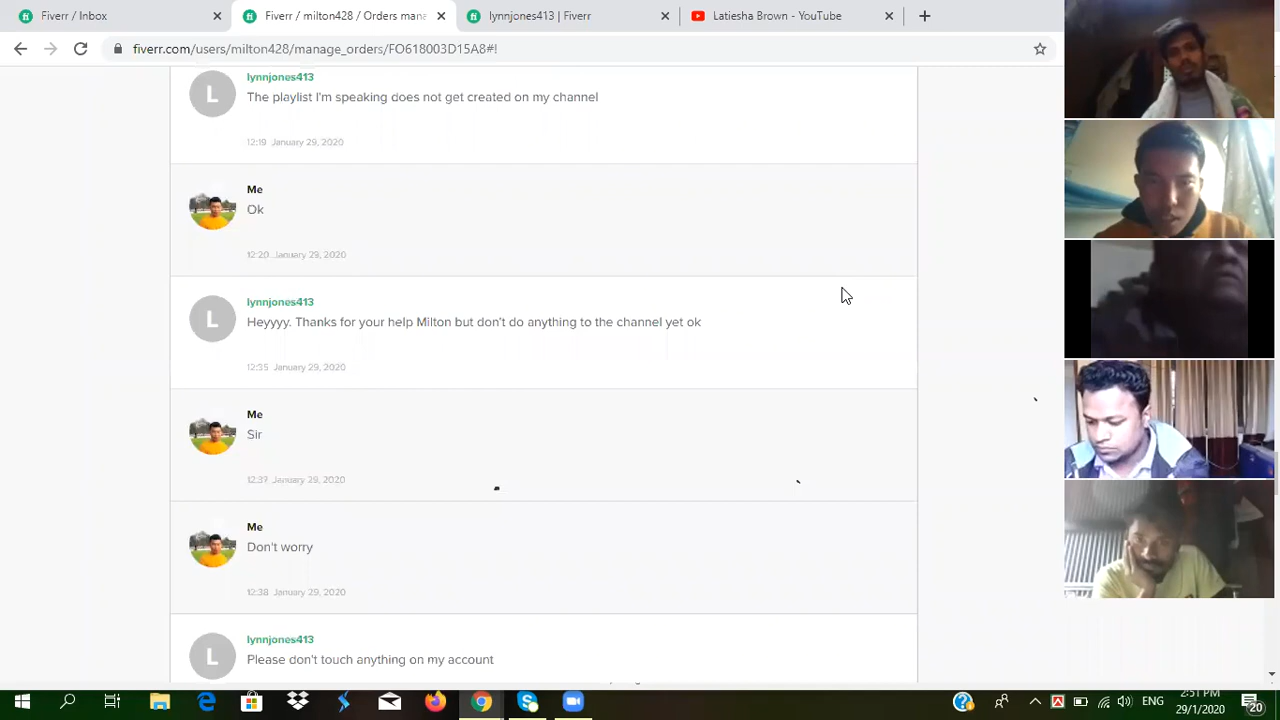 Fiverr / Inbox
Fiverr / milton428 / Orders mana
lynnjones413 | Fiverr
Latiesha Brown - YouTube
fiverr.com/users/milton428/manage_orders/FO618003D15A8#!
lynnjones413
L
The playlist I'm speaking does not get created on my channel
12:19 January 29, 2020
Me
Ok
12:20 January 29, 2020
lynnjones413
L
Heyyyy. Thanks for your help Milton but don't do anything to the channel yet ok
12:35 January 29, 2020
Me
Sir
12:37 January 29, 2020
Me
Don't worry
12:38 January 29, 2020
lynnjones413
L
Please don't touch anything on my account
ENG
2:51 PM
29/1/2020
20